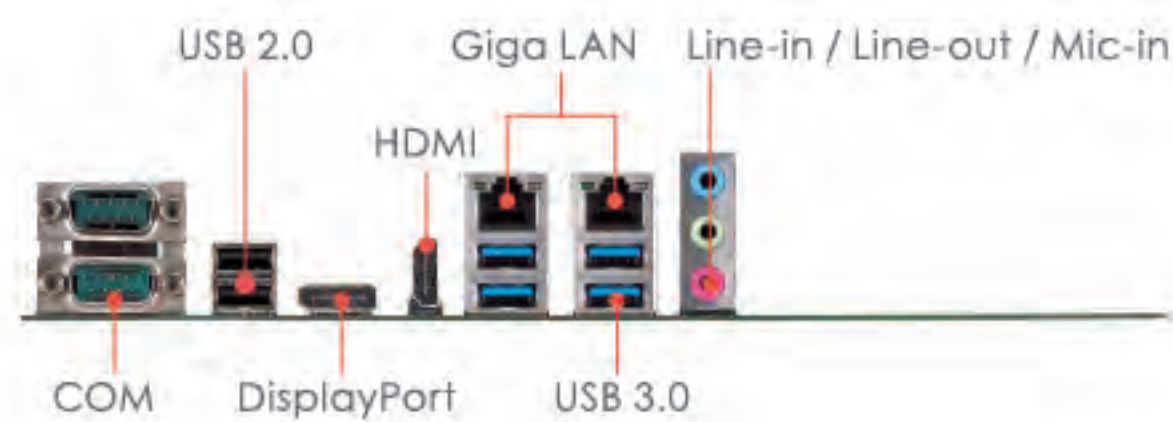 USB 2.0
Giga LAN
Line-in / Line-out / Mic-in
HDMI
COM
DisplayPort
USB 3.0